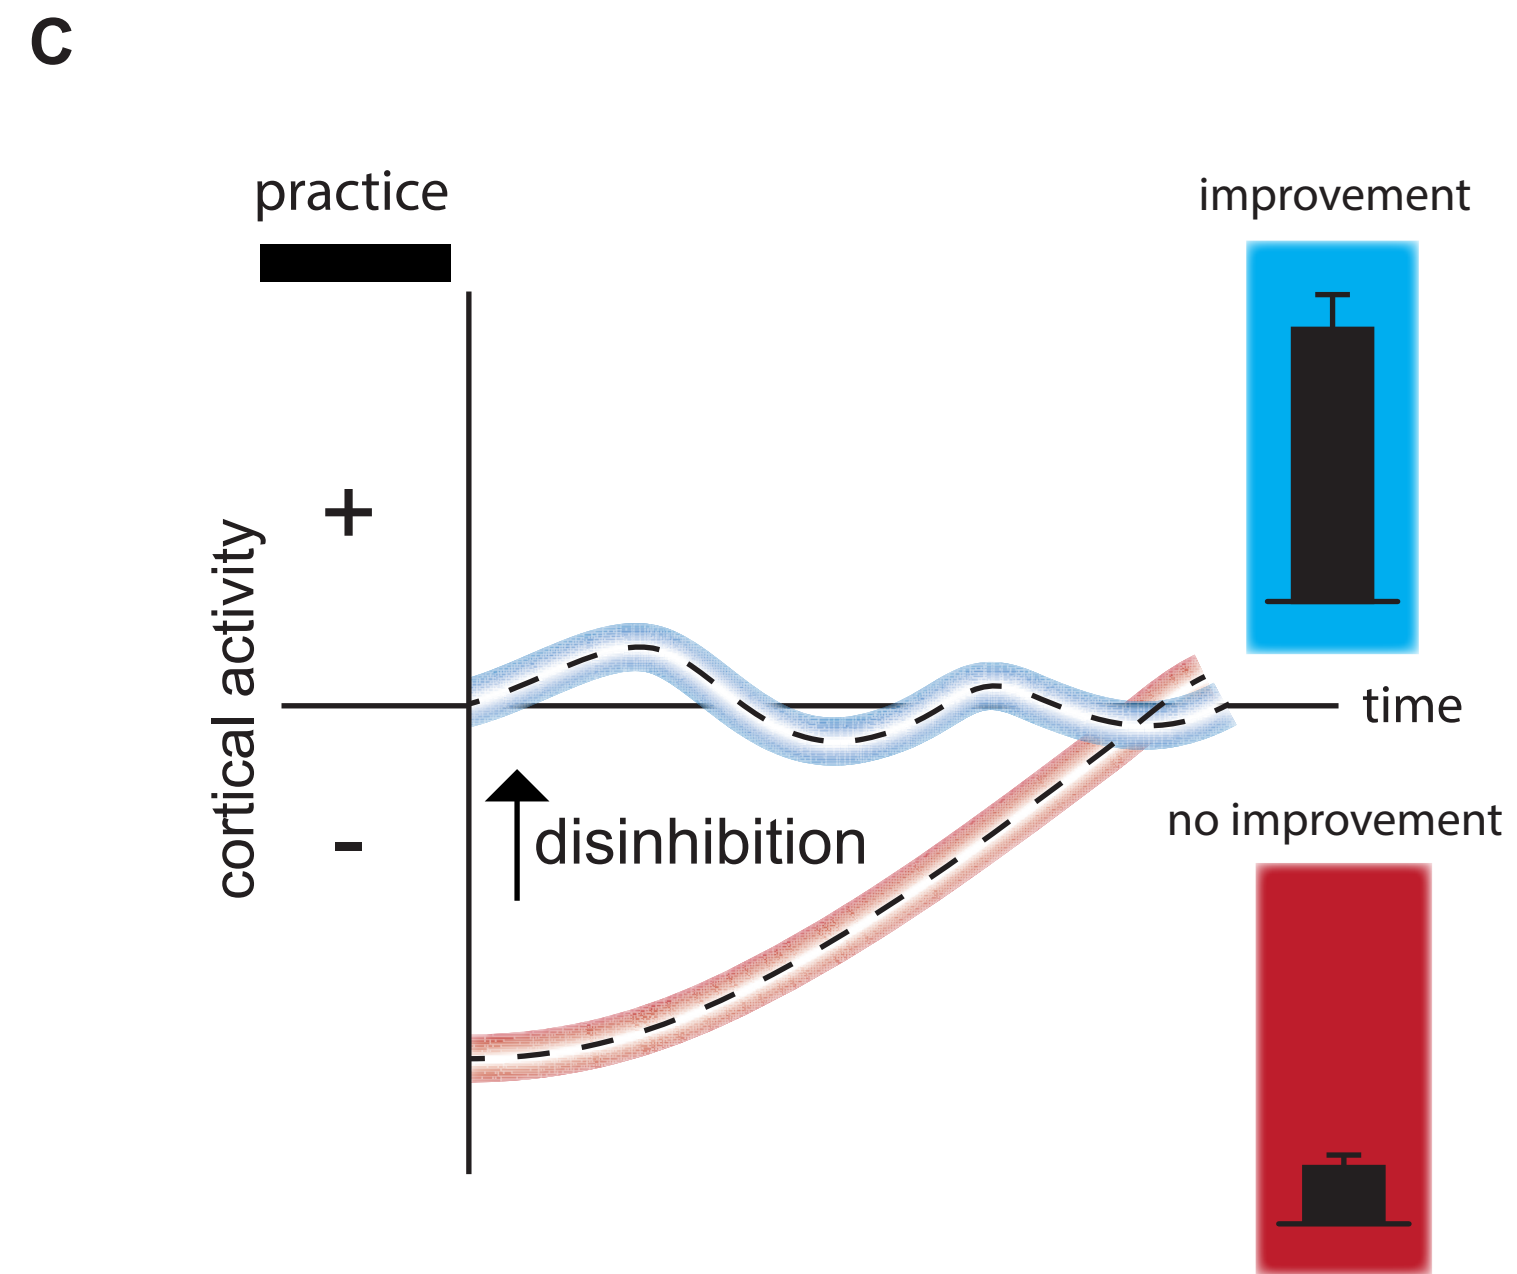 C
practice
improvement
+
cortical activity
time
-
disinhibition
no improvement